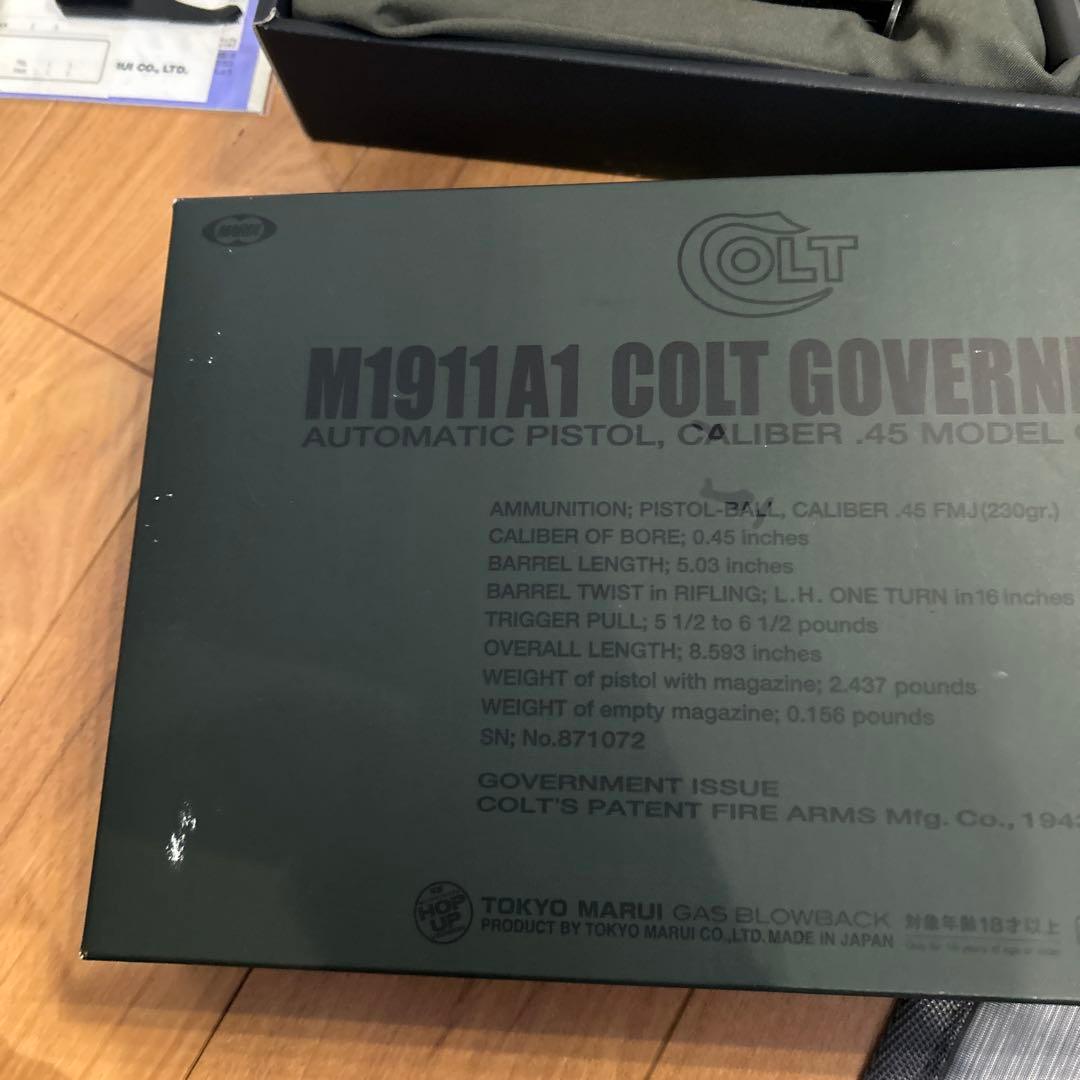 UI CO., LTD.
MARUI
COLT
M1911A1 COLT GOVERN
AUTOMATIC PISTOL, CALIBER .45 MODEL
AMMUNITION; PISTOL-BALL, CALIBER .45 FMJ(230gr.)
CALIBER OF BORE; 0.45 inches
BARREL LENGTH; 5.03 inches
BARREL TWIST in RIFLING; L.H. ONE TURN in 16 inches
TRIGGER PULL; 5 1/2 to 6 1/2 pounds
OVERALL LENGTH; 8.593 inches
WEIGHT of pistol with magazine; 2.437 pounds
WEIGHT of empty magazine; 0.156 pounds
SN; No.871072
GOVERNMENT ISSUE
COLT'S PATENT FIRE ARMS Mfg. Co., 194
HOP
UP
TOKYO MARUI GAS BLOWBACK 対象年齢18才以上
PRODUCT BY TOKYO MARUI CO.,LTD. MADE IN JAPAN